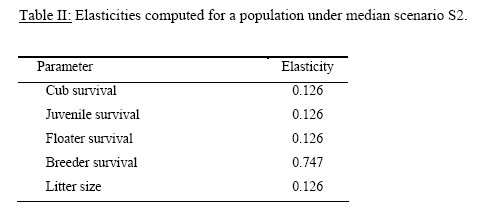 Table II: Elasticities computed for a population under median scenario S2.
Parameter Elasticity
Cub survival 0.126
Juvenile survival 0.126
Floater survival 0.126
Breeder survival 0.747
Litter size 0.126